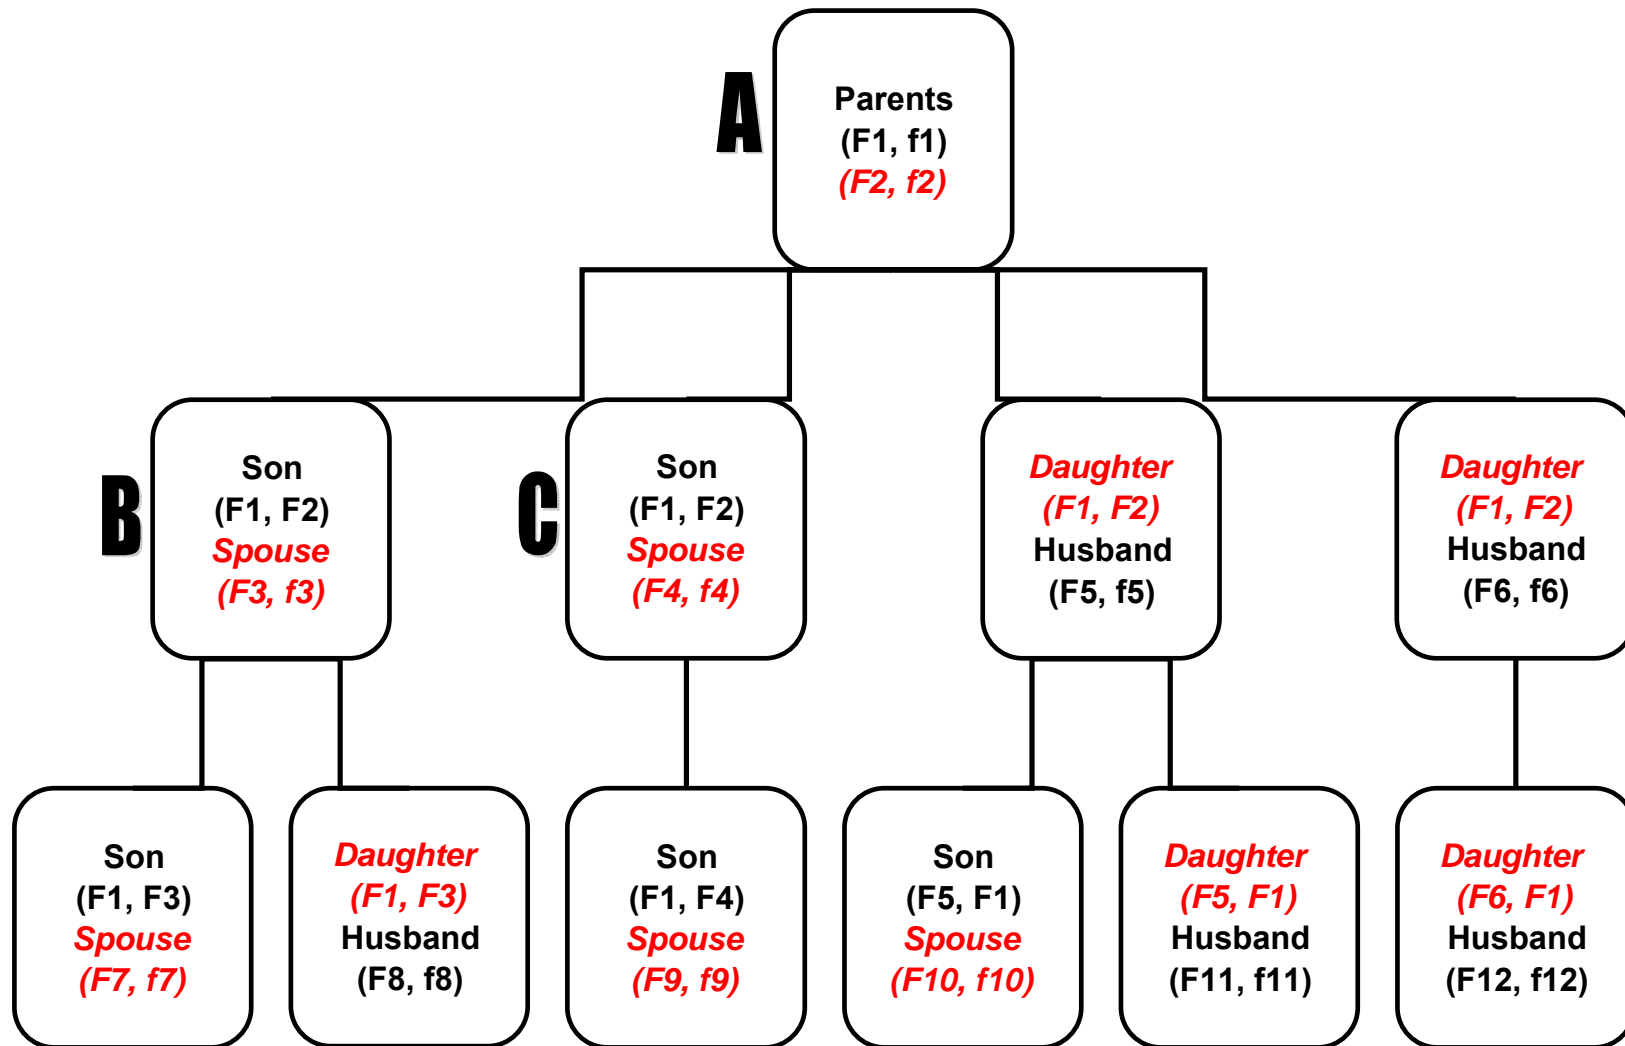 A
Parents
(F1, f1)
(F2, f2)
B
Son
(F1, F2)
Spouse
(F3, f3)
C
Son
(F1, F2)
Spouse
(F4, f4)
Daughter
(F1, F2)
Husband
(F5, f5)
Daughter
(F1, F2)
Husband
(F6, f6)
Son
(F1, F3)
Spouse
(F7, f7)
Daughter
(F1, F3)
Husband
(F8, f8)
Son
(F1, F4)
Spouse
(F9, f9)
Son
(F5, F1)
Spouse
(F10, f10)
Daughter
(F5, F1)
Husband
(F11, f11)
Daughter
(F6, F1)
Husband
(F12, f12)